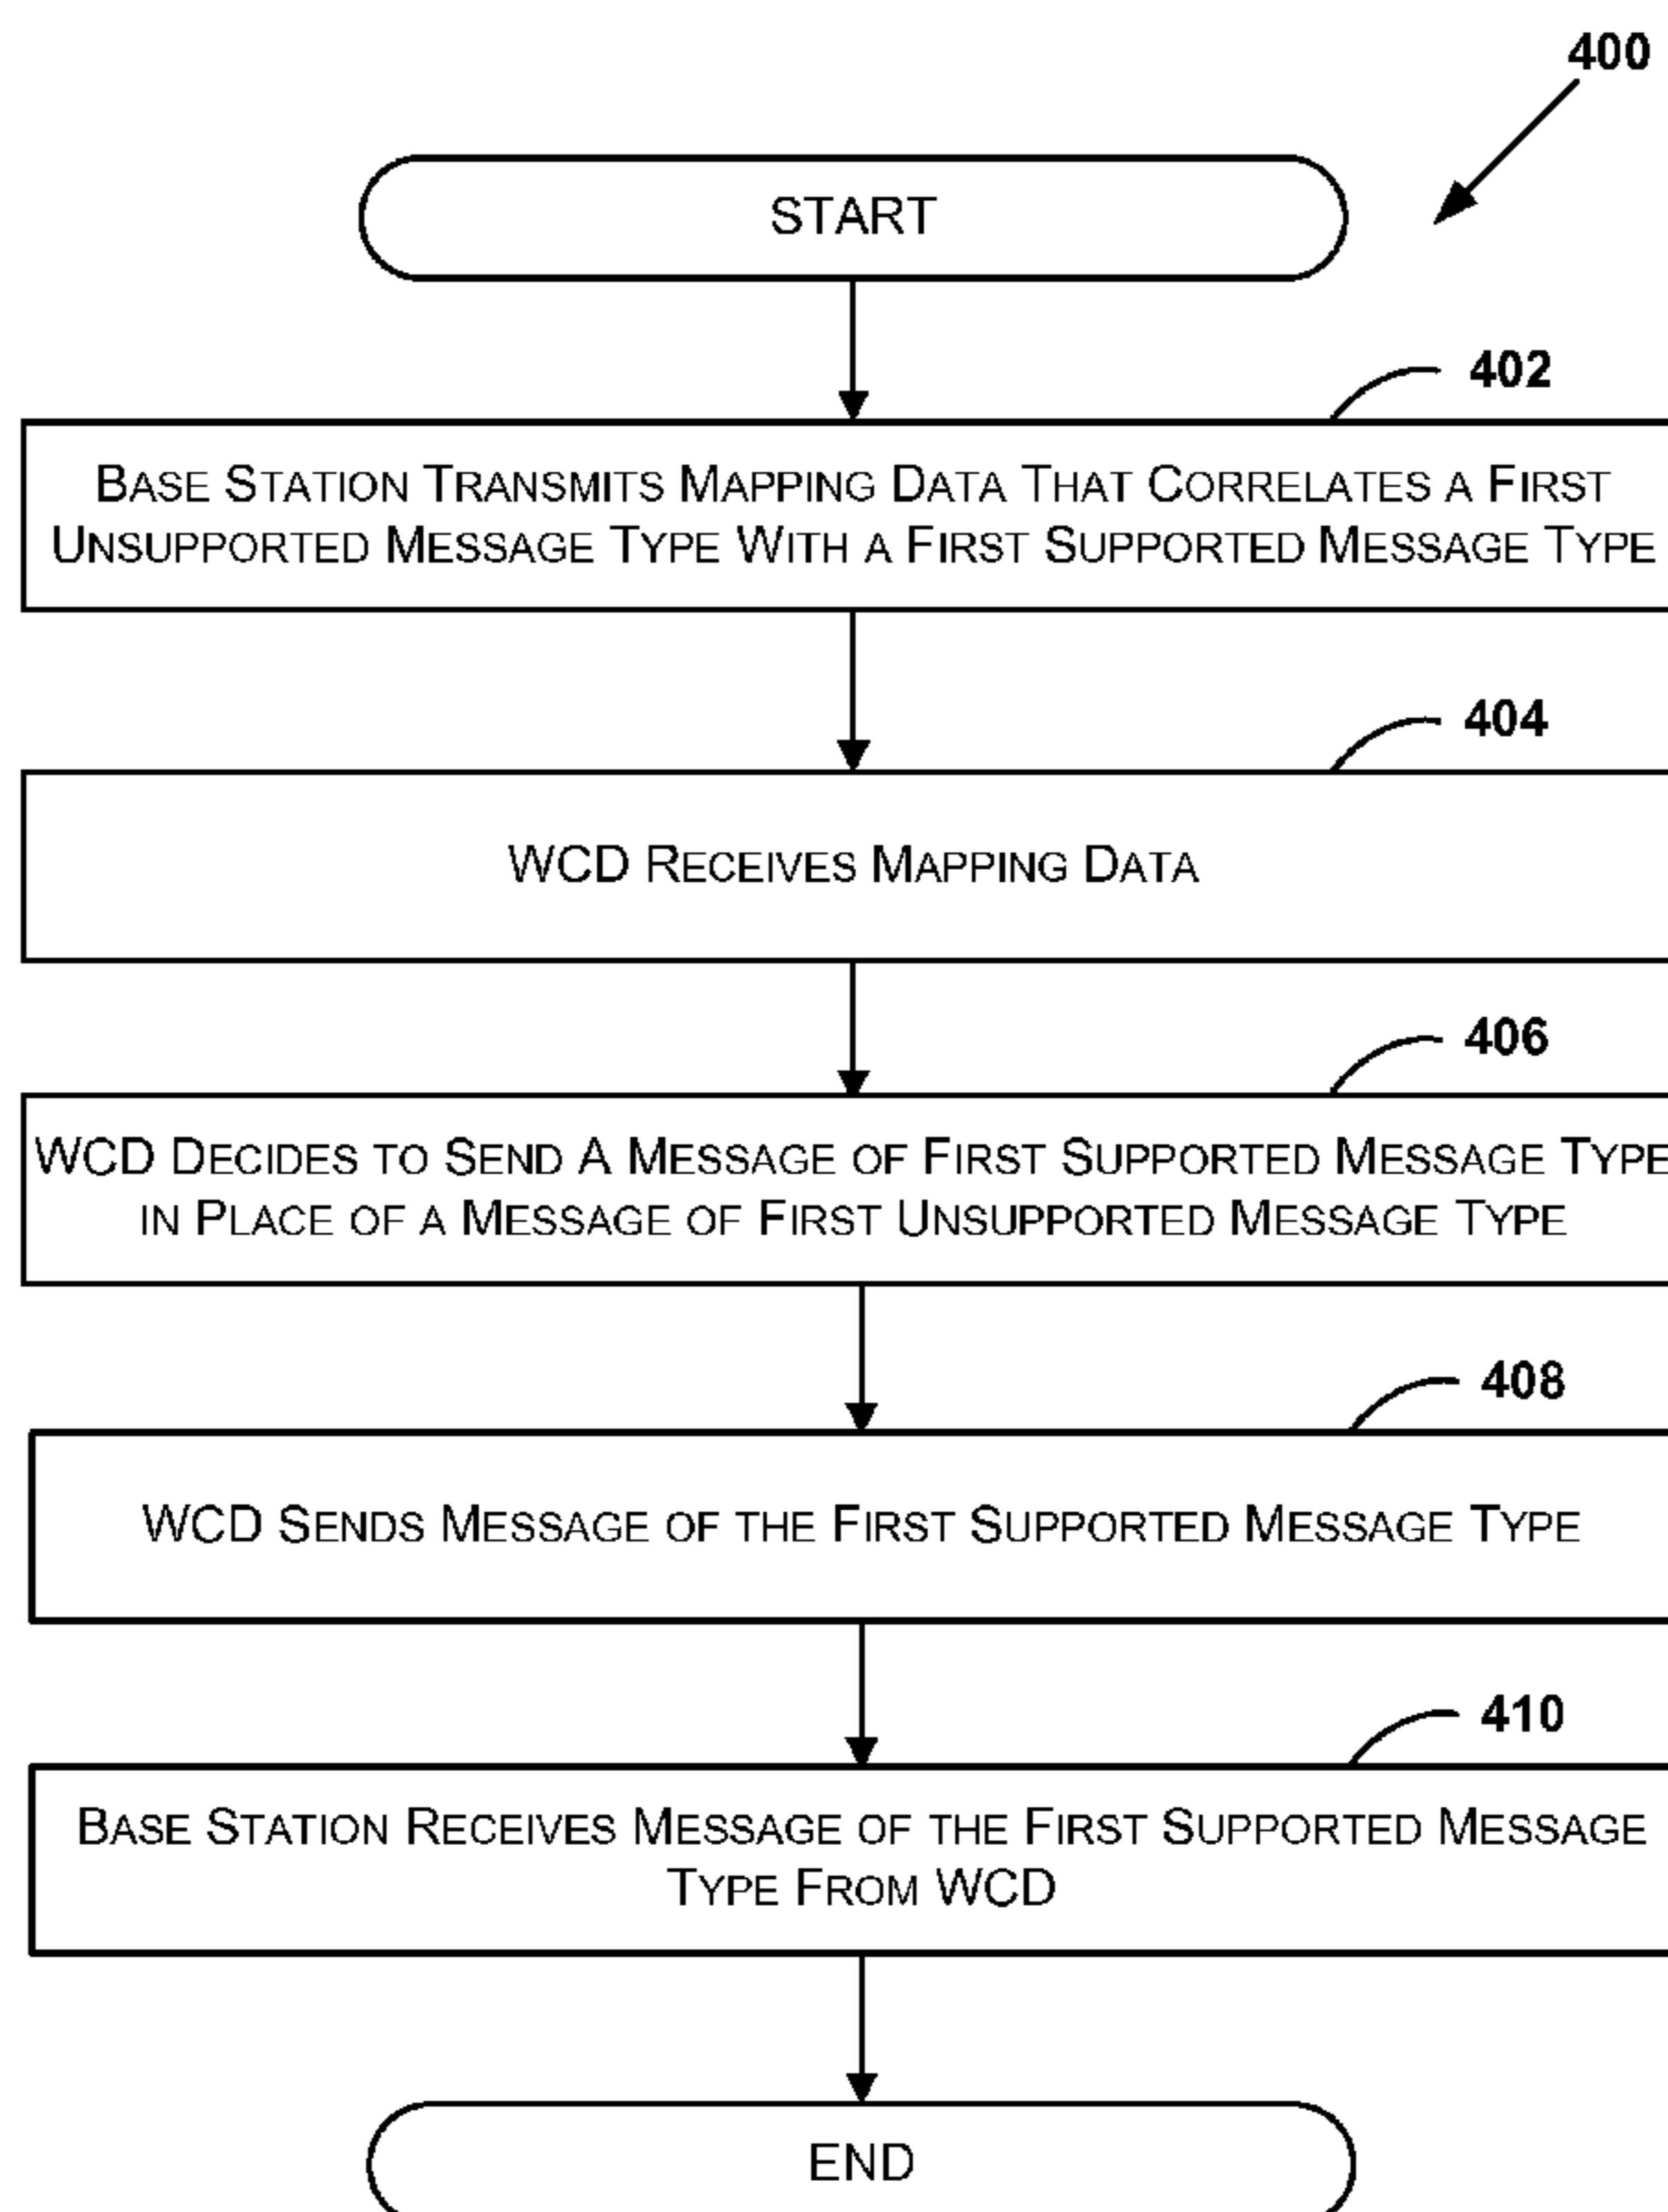 400
START
402
BASE STATION TRANSMITS MAPPING DATA THAT CORRELATES A FIRST
UNSUPPORTED MESSAGE TYPE WITH A FIRST SUPPORTED MESSAGE TYPE
404
WCD RECEIVES MAPPING DATA
406
WCD DECIDES TO SEND A MESSAGE OF FIRST SUPPORTED MESSAGE TYPE
IN PLACE OF A MESSAGE OF FIRST UNSUPPORTED MESSAGE TYPE
408
WCD SENDS MESSAGE OF THE FIRST SUPPORTED MESSAGE TYPE
410
BASE STATION RECEIVES MESSAGE OF THE FIRST SUPPORTED MESSAGE
TYPE FROM WCD
END